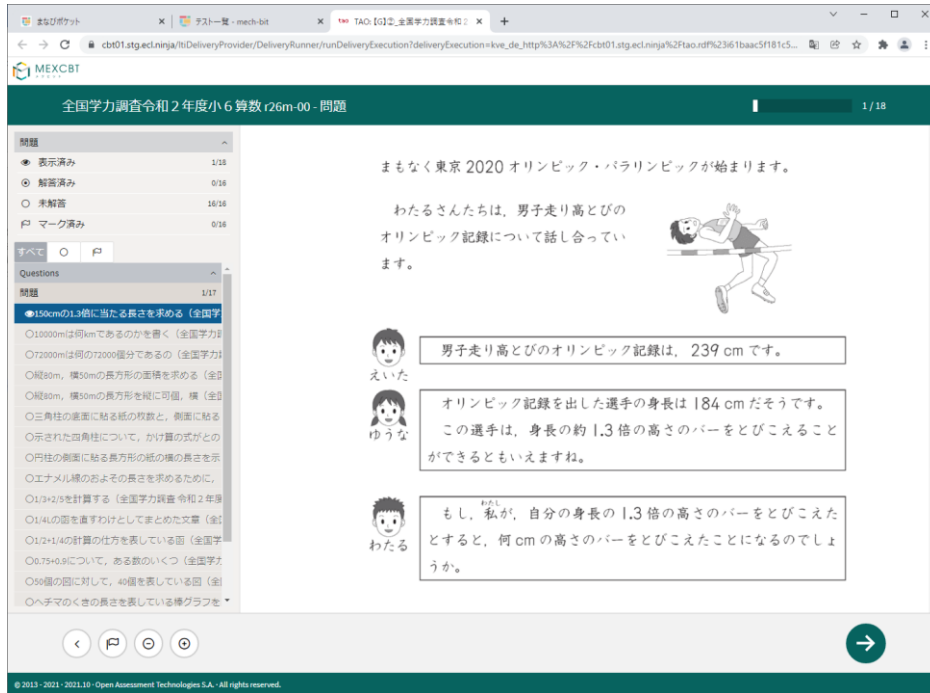 まなびポケット
テスト一覧 - mech-bit
TAO: 【G】②_全国学力調査令和2
cbt01.stg.ecl.ninja/ltiDeliveryProvider/DeliveryRunner/runDeliveryExecution?deliveryExecution=kve_de_http%3A%2F%2Fcbt01.stg.ecl.ninja%2Ftao.rdf%23i61baac5f181c5...
MEXCBT
全国学力調査令和2年度小6算数 r26m-00 - 問題
1 / 18
問題
表示済み 1/18
解答済み 0/16
未解答 16/16
マーク済み 0/16
すべて
Questions
問題 1/17
150cmの1.3倍に当たる長さを求める（全国学
10000mは何kmであるのかを書く（全国学力
72000mは何の72000個分であるの（全国学力
縦80m，横50mの長方形の面積を求める（全
縦80m，横50mの長方形を縦に可個，横（全
三角柱の底面に粘る紙の枚数と，側面に粘る
示された四角柱について，かけ算の式がとの
円柱の側面に粘る長方形の紙の横の長さを示
エナメル線のおよその長さを求めるために，
1/3+2/5を計算する（全国学力調査 令和2年度
1/4Lの図を直すわけとしてまとめた文章（全
1/2+1/4の計算の仕方を表している図（全国学
0.75+0.9について，ある数のいくつ（全国学力
50個の図に対して，40個を表している図（全
ヘチマのくきの長さを表している棒グラフを
まもなく東京2020オリンピック・パラリンピックが始まります。
わたるさんたちは，男子走り高とびの
オリンピック記録について話し合ってい
ます。
えいた
男子走り高とびのオリンピック記録は，239 cm です。
ゆうな
オリンピック記録を出した選手の身長は 184 cm だそうです。
この選手は，身長の約 1.3 倍の高さのバーをとびこえること
ができるともいえますね。
わたる
わたし
もし，私が，自分の身長の 1.3 倍の高さのバーをとびこえた
とすると，何 cm の高さのバーをとびこえたことになるのでしょ
うか。
© 2013 - 2021 - 2021.10 · Open Assessment Technologies S.A. · All rights reserved.